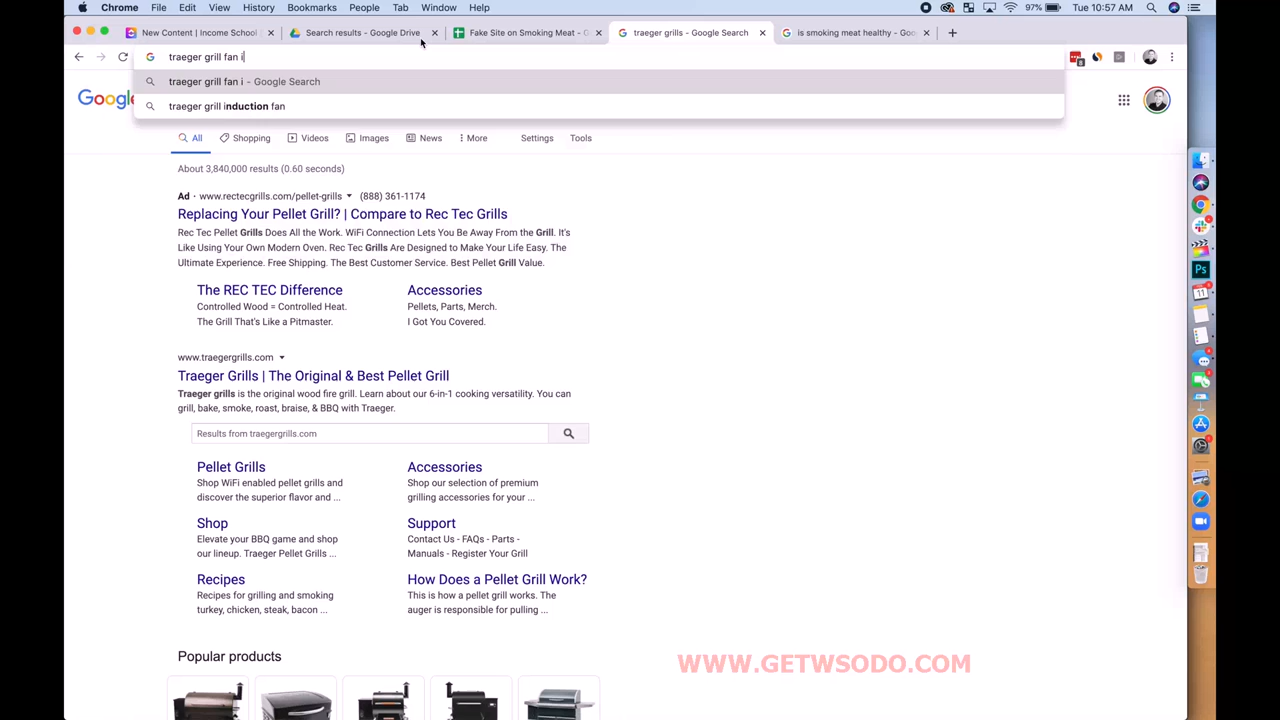 Chrome File Edit View History Bookmarks People Tab Window Help 97% Tue 10:57 AM
New Content | Income School Search results - Google Drive Fake Site on Smoking Meat - G traeger grills - Google Search is smoking meat healthy - Goo
traeger grill fan i
traeger grill fan i - Google Search
traeger grill induction fan
Google
All Shopping Videos Images News More Settings Tools
About 3,840,000 results (0.60 seconds)
Ad · www.rectecgrills.com/pellet-grills (888) 361-1174
Replacing Your Pellet Grill? | Compare to Rec Tec Grills
Rec Tec Pellet Grills Does All the Work. WiFi Connection Lets You Be Away From the Grill. It's
Like Using Your Own Modern Oven. Rec Tec Grills Are Designed to Make Your Life Easy. The
Ultimate Experience. Free Shipping. The Best Customer Service. Best Pellet Grill Value.
The REC TEC Difference Accessories
Controlled Wood = Controlled Heat. Pellets, Parts, Merch.
The Grill That's Like a Pitmaster. I Got You Covered.
www.traegergrills.com
Traeger Grills | The Original & Best Pellet Grill
Traeger grills is the original wood fire grill. Learn about our 6-in-1 cooking versatility. You can
grill, bake, smoke, roast, braise, & BBQ with Traeger.
Results from traegergrills.com
Pellet Grills Accessories
Shop WiFi enabled pellet grills and Shop our selection of premium
discover the superior flavor and ... grilling accessories for your ...
Shop Support
Elevate your BBQ game and shop Contact Us - FAQs - Parts -
our lineup. Traeger Pellet Grills ... Manuals - Register Your Grill
Recipes How Does a Pellet Grill Work?
Recipes for grilling and smoking This is how a pellet grill works. The
turkey, chicken, steak, bacon ... auger is responsible for pulling ...
Popular products
WWW.GETWSODO.COM